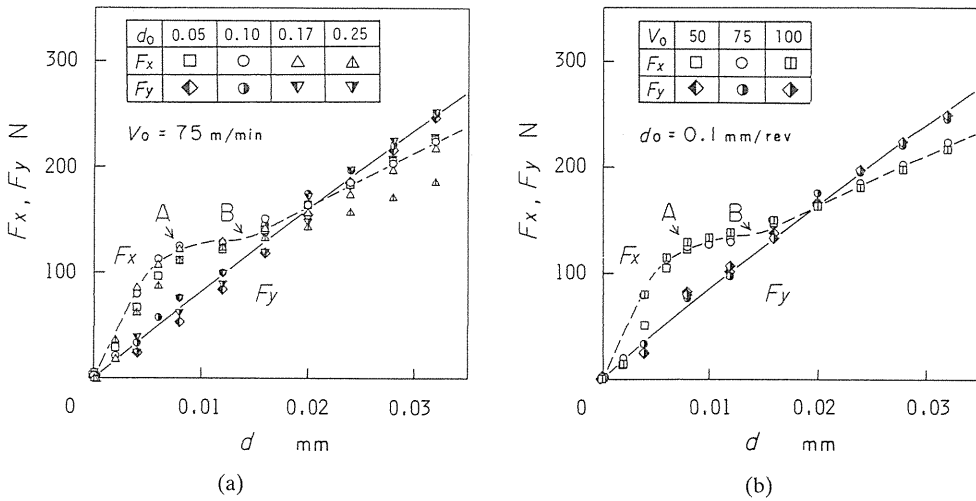 300
200
100
0
Fx, Fy N
d₀ 0.05 0.10 0.17 0.25
Fx
Fy
V₀ = 75 m/min
A
B
Fx
Fy
0 0.01 0.02 0.03
d mm
(a)
300
200
100
0
Fx, Fy N
V₀ 50 75 100
Fx
Fy
d₀ = 0.1 mm/rev
A
B
Fx
Fy
0 0.01 0.02 0.03
d mm
(b)